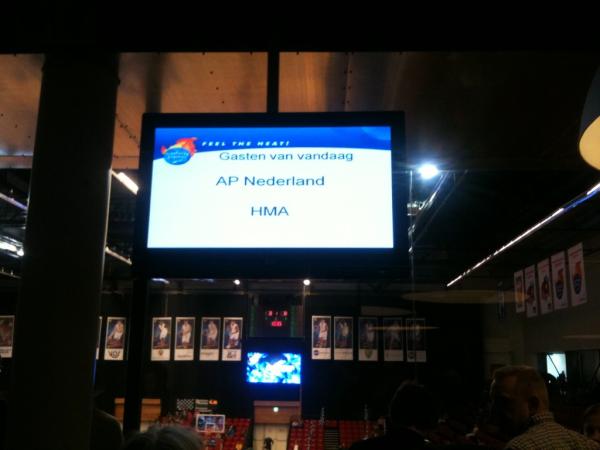 FEEL THE HEAT!
Gasten van vandaag
AP Nederland
HMA